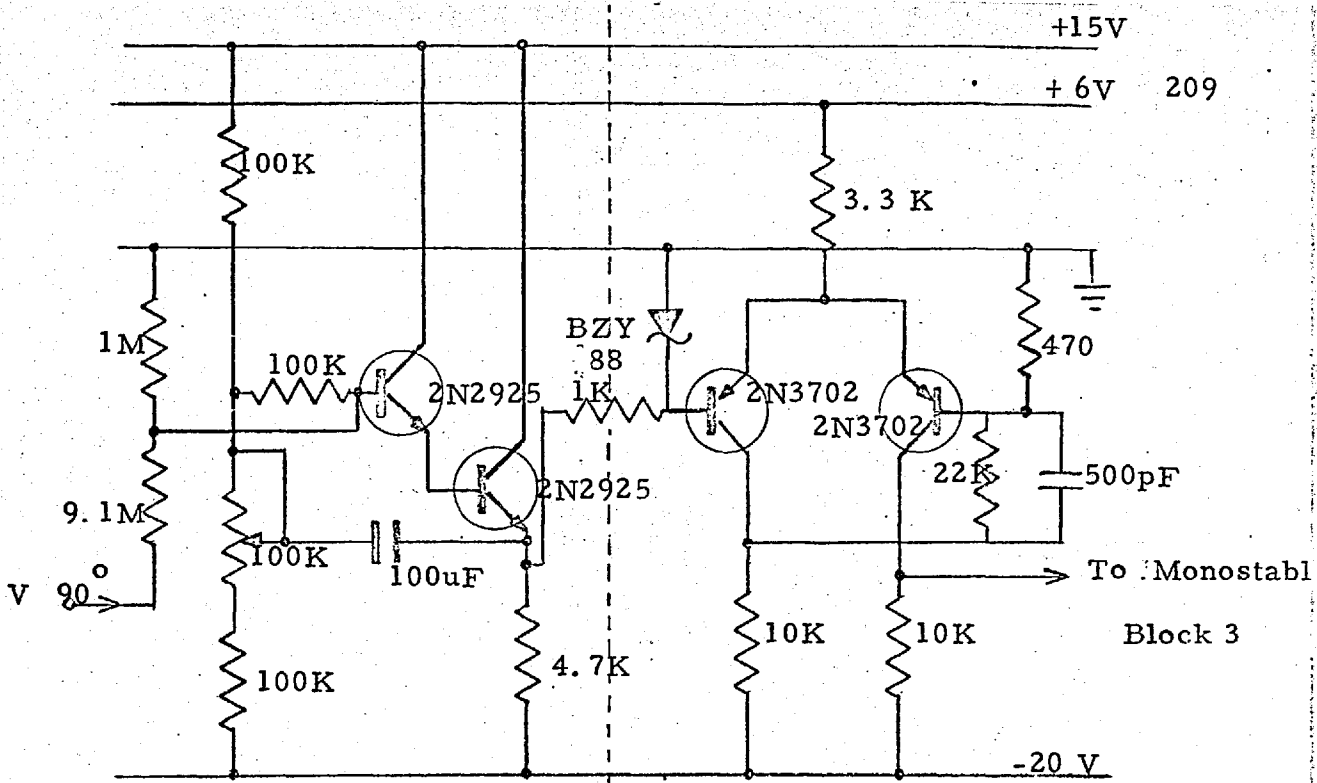 +15V
+ 6V 209
100K
3.3 K
1M
100K
2N2925
BZY
88
1K
2N3702
2N3702
470
9.1M
2N2925
22K
500pF
100K
100uF
V 90°
To Monostabl
Block 3
100K
4.7K
10K
10K
-20 V